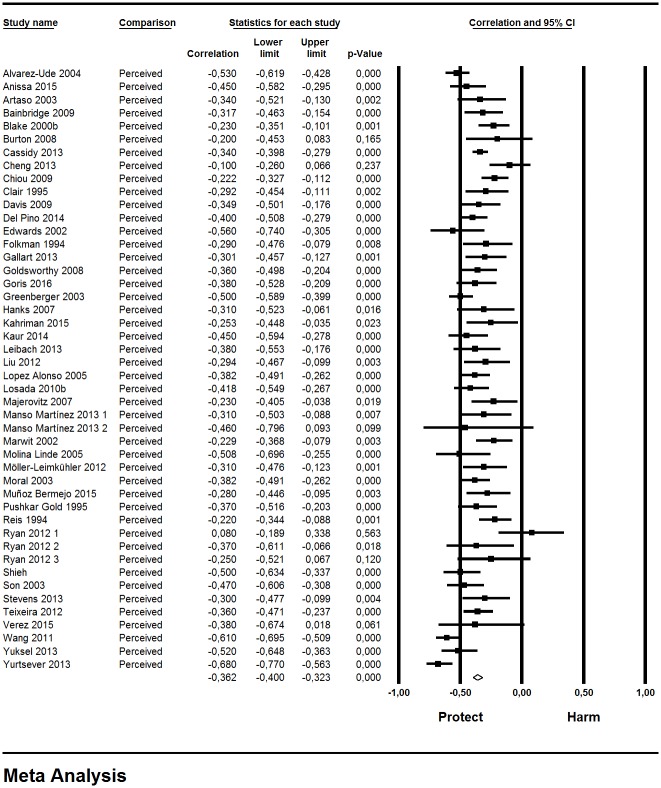 Study name Comparison Statistics for each study Correlation and 95% CI
Lower Upper
Correlation limit limit p-Value
Alvarez-Ude 2004 Perceived -0,530 -0,619 -0,428 0,000
Anissa 2015 Perceived -0,450 -0,582 -0,295 0,000
Artaso 2003 Perceived -0,340 -0,521 -0,130 0,002
Bainbridge 2009 Perceived -0,317 -0,463 -0,154 0,000
Blake 2000b Perceived -0,230 -0,351 -0,101 0,001
Burton 2008 Perceived -0,200 -0,453 0,083 0,165
Cassidy 2013 Perceived -0,340 -0,398 -0,279 0,000
Cheng 2013 Perceived -0,100 -0,260 0,066 0,237
Chiou 2009 Perceived -0,222 -0,327 -0,112 0,000
Clair 1995 Perceived -0,292 -0,454 -0,111 0,002
Davis 2009 Perceived -0,349 -0,501 -0,176 0,000
Del Pino 2014 Perceived -0,400 -0,508 -0,279 0,000
Edwards 2002 Perceived -0,560 -0,740 -0,305 0,000
Folkman 1994 Perceived -0,290 -0,476 -0,079 0,008
Gallart 2013 Perceived -0,301 -0,457 -0,127 0,001
Goldsworthy 2008 Perceived -0,360 -0,498 -0,204 0,000
Goris 2016 Perceived -0,380 -0,528 -0,209 0,000
Greenberger 2003 Perceived -0,500 -0,589 -0,399 0,000
Hanks 2007 Perceived -0,310 -0,523 -0,061 0,016
Kahriman 2015 Perceived -0,253 -0,448 -0,035 0,023
Kaur 2014 Perceived -0,450 -0,594 -0,278 0,000
Leibach 2013 Perceived -0,380 -0,553 -0,176 0,000
Liu 2012 Perceived -0,294 -0,467 -0,099 0,003
Lopez Alonso 2005 Perceived -0,382 -0,491 -0,262 0,000
Losada 2010b Perceived -0,418 -0,549 -0,267 0,000
Majerovitz 2007 Perceived -0,230 -0,405 -0,038 0,019
Manso Martínez 2013 1 Perceived -0,310 -0,503 -0,088 0,007
Manso Martínez 2013 2 Perceived -0,460 -0,796 0,093 0,099
Marwit 2002 Perceived -0,229 -0,368 -0,079 0,003
Molina Linde 2005 Perceived -0,508 -0,696 -0,255 0,000
Möller-Leimkühler 2012 Perceived -0,310 -0,476 -0,123 0,001
Moral 2003 Perceived -0,382 -0,491 -0,262 0,000
Muñoz Bermejo 2015 Perceived -0,280 -0,446 -0,095 0,003
Pushkar Gold 1995 Perceived -0,370 -0,516 -0,203 0,000
Reis 1994 Perceived -0,220 -0,344 -0,088 0,001
Ryan 2012 1 Perceived 0,080 -0,189 0,338 0,563
Ryan 2012 2 Perceived -0,370 -0,611 -0,066 0,018
Ryan 2012 3 Perceived -0,250 -0,521 0,067 0,120
Shieh Perceived -0,500 -0,634 -0,337 0,000
Son 2003 Perceived -0,470 -0,606 -0,308 0,000
Stevens 2013 Perceived -0,300 -0,477 -0,099 0,004
Teixeira 2012 Perceived -0,360 -0,471 -0,237 0,000
Verez 2015 Perceived -0,380 -0,674 0,018 0,061
Wang 2011 Perceived -0,610 -0,695 -0,509 0,000
Yuksel 2013 Perceived -0,520 -0,648 -0,363 0,000
Yurtsever 2013 Perceived -0,680 -0,770 -0,563 0,000
-0,362 -0,400 -0,323 0,000
-1,00 -0,50 0,00 0,50 1,00
Protect Harm
Meta Analysis